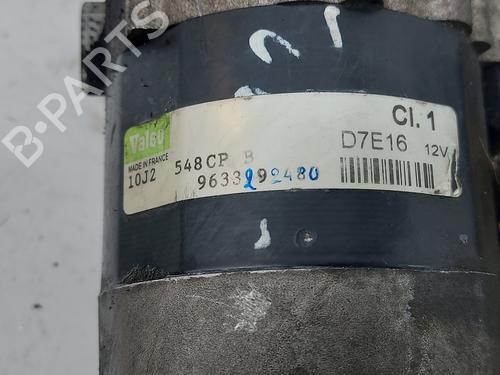 B-PARTS
Valeo
MADE IN FRANCE
10J2
548CP B
9633292480
Cl. 1
D7E16 12V